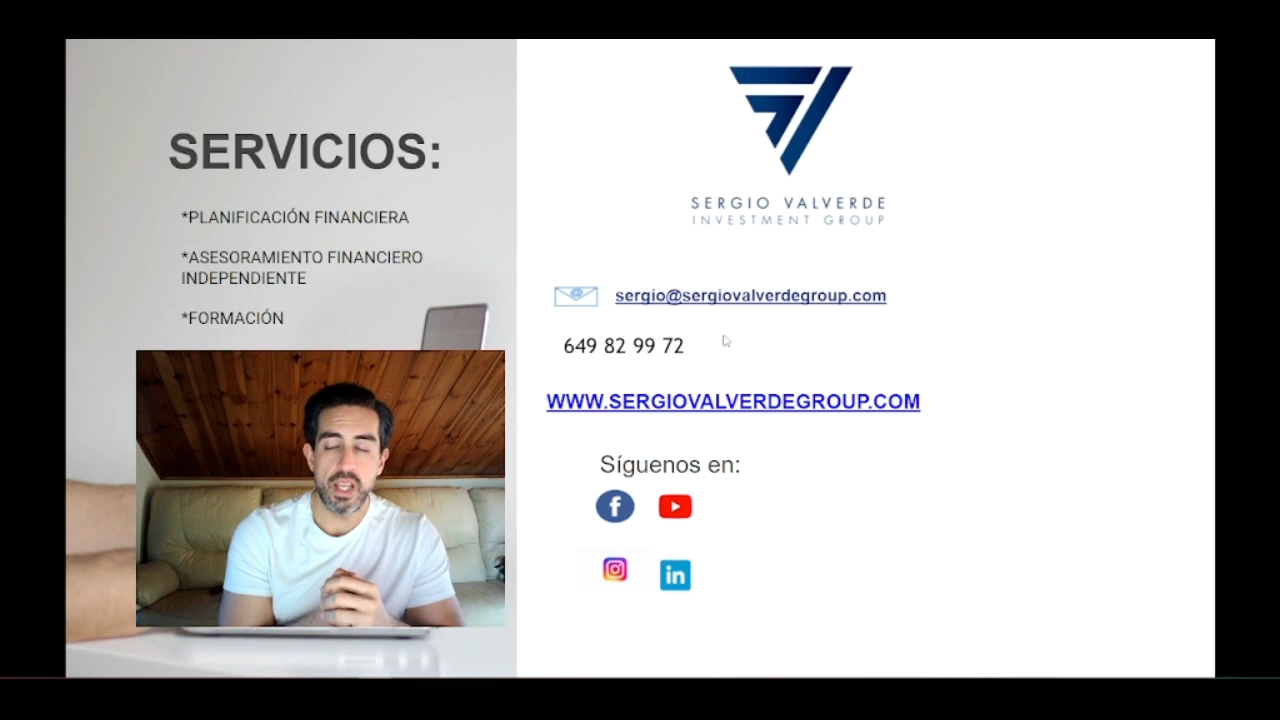 SERVICIOS:
*PLANIFICACIÓN FINANCIERA
*ASESORAMIENTO FINANCIERO
INDEPENDIENTE
*FORMACIÓN
SERGIO VALVERDE
INVESTMENT GROUP
sergio@sergiovalverdegroup.com
649 82 99 72
WWW.SERGIOVALVERDEGROUP.COM
Síguenos en: